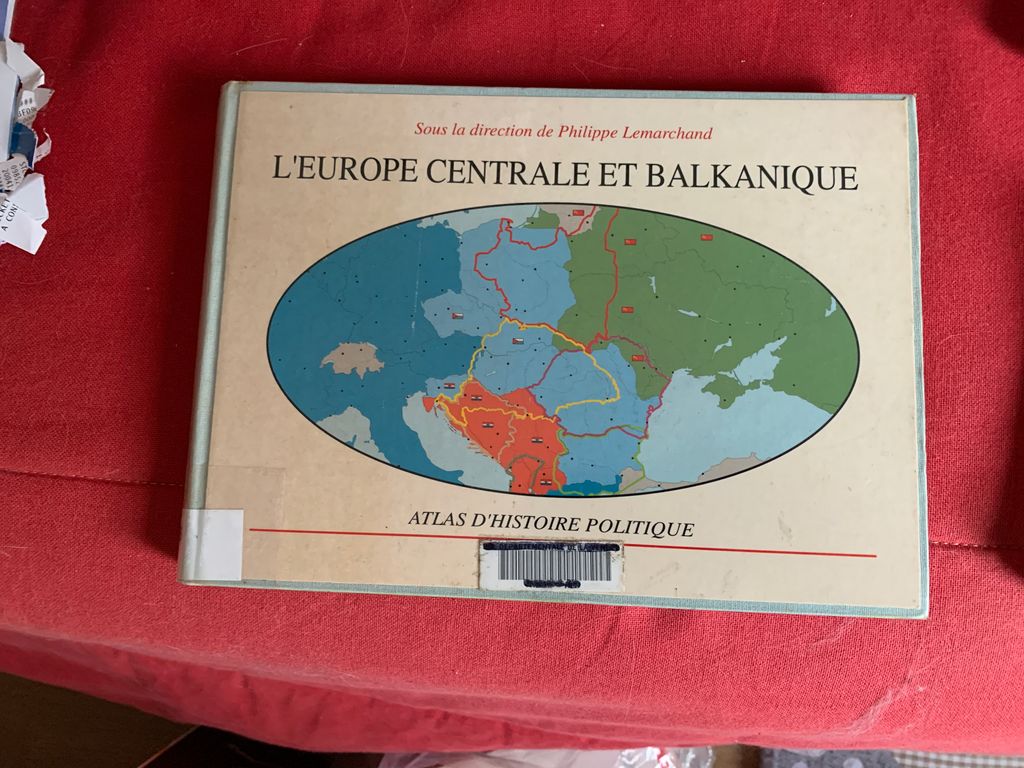 Sous la direction de Philippe Lemarchand
L'EUROPE CENTRALE ET BALKANIQUE
ATLAS D'HISTOIRE POLITIQUE